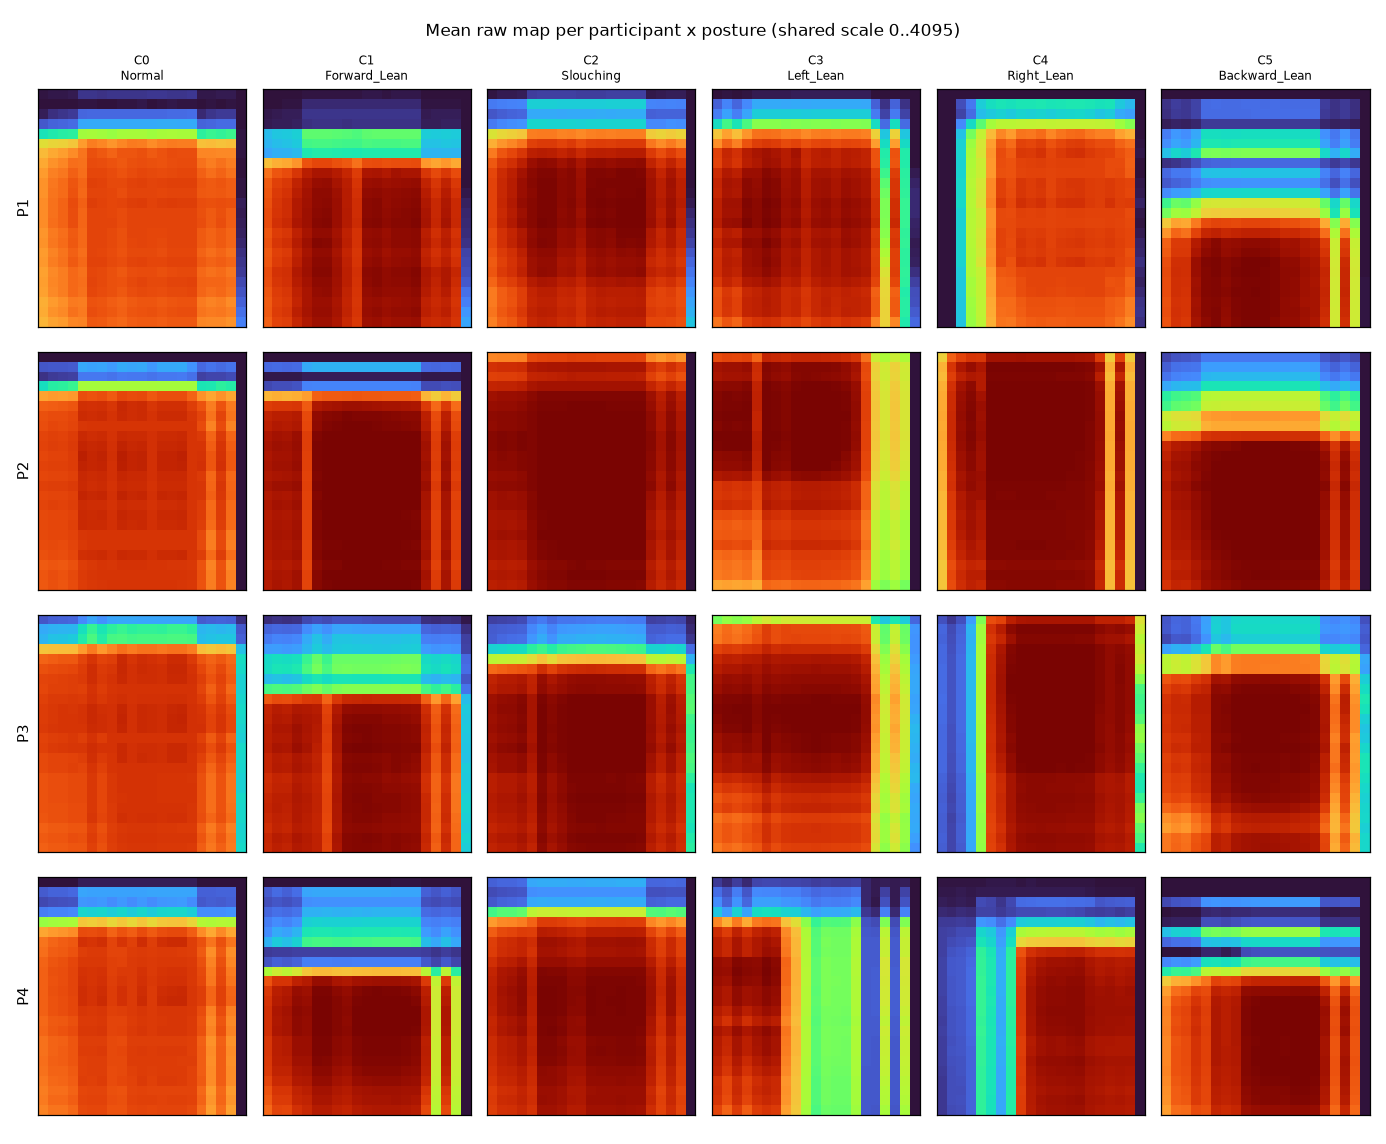 Mean raw map per participant x posture (shared scale 0..4095)
C0
Normal
C1
Forward_Lean
C2
Slouching
C3
Left_Lean
C4
Right_Lean
C5
Backward_Lean
P1
P2
P3
P4